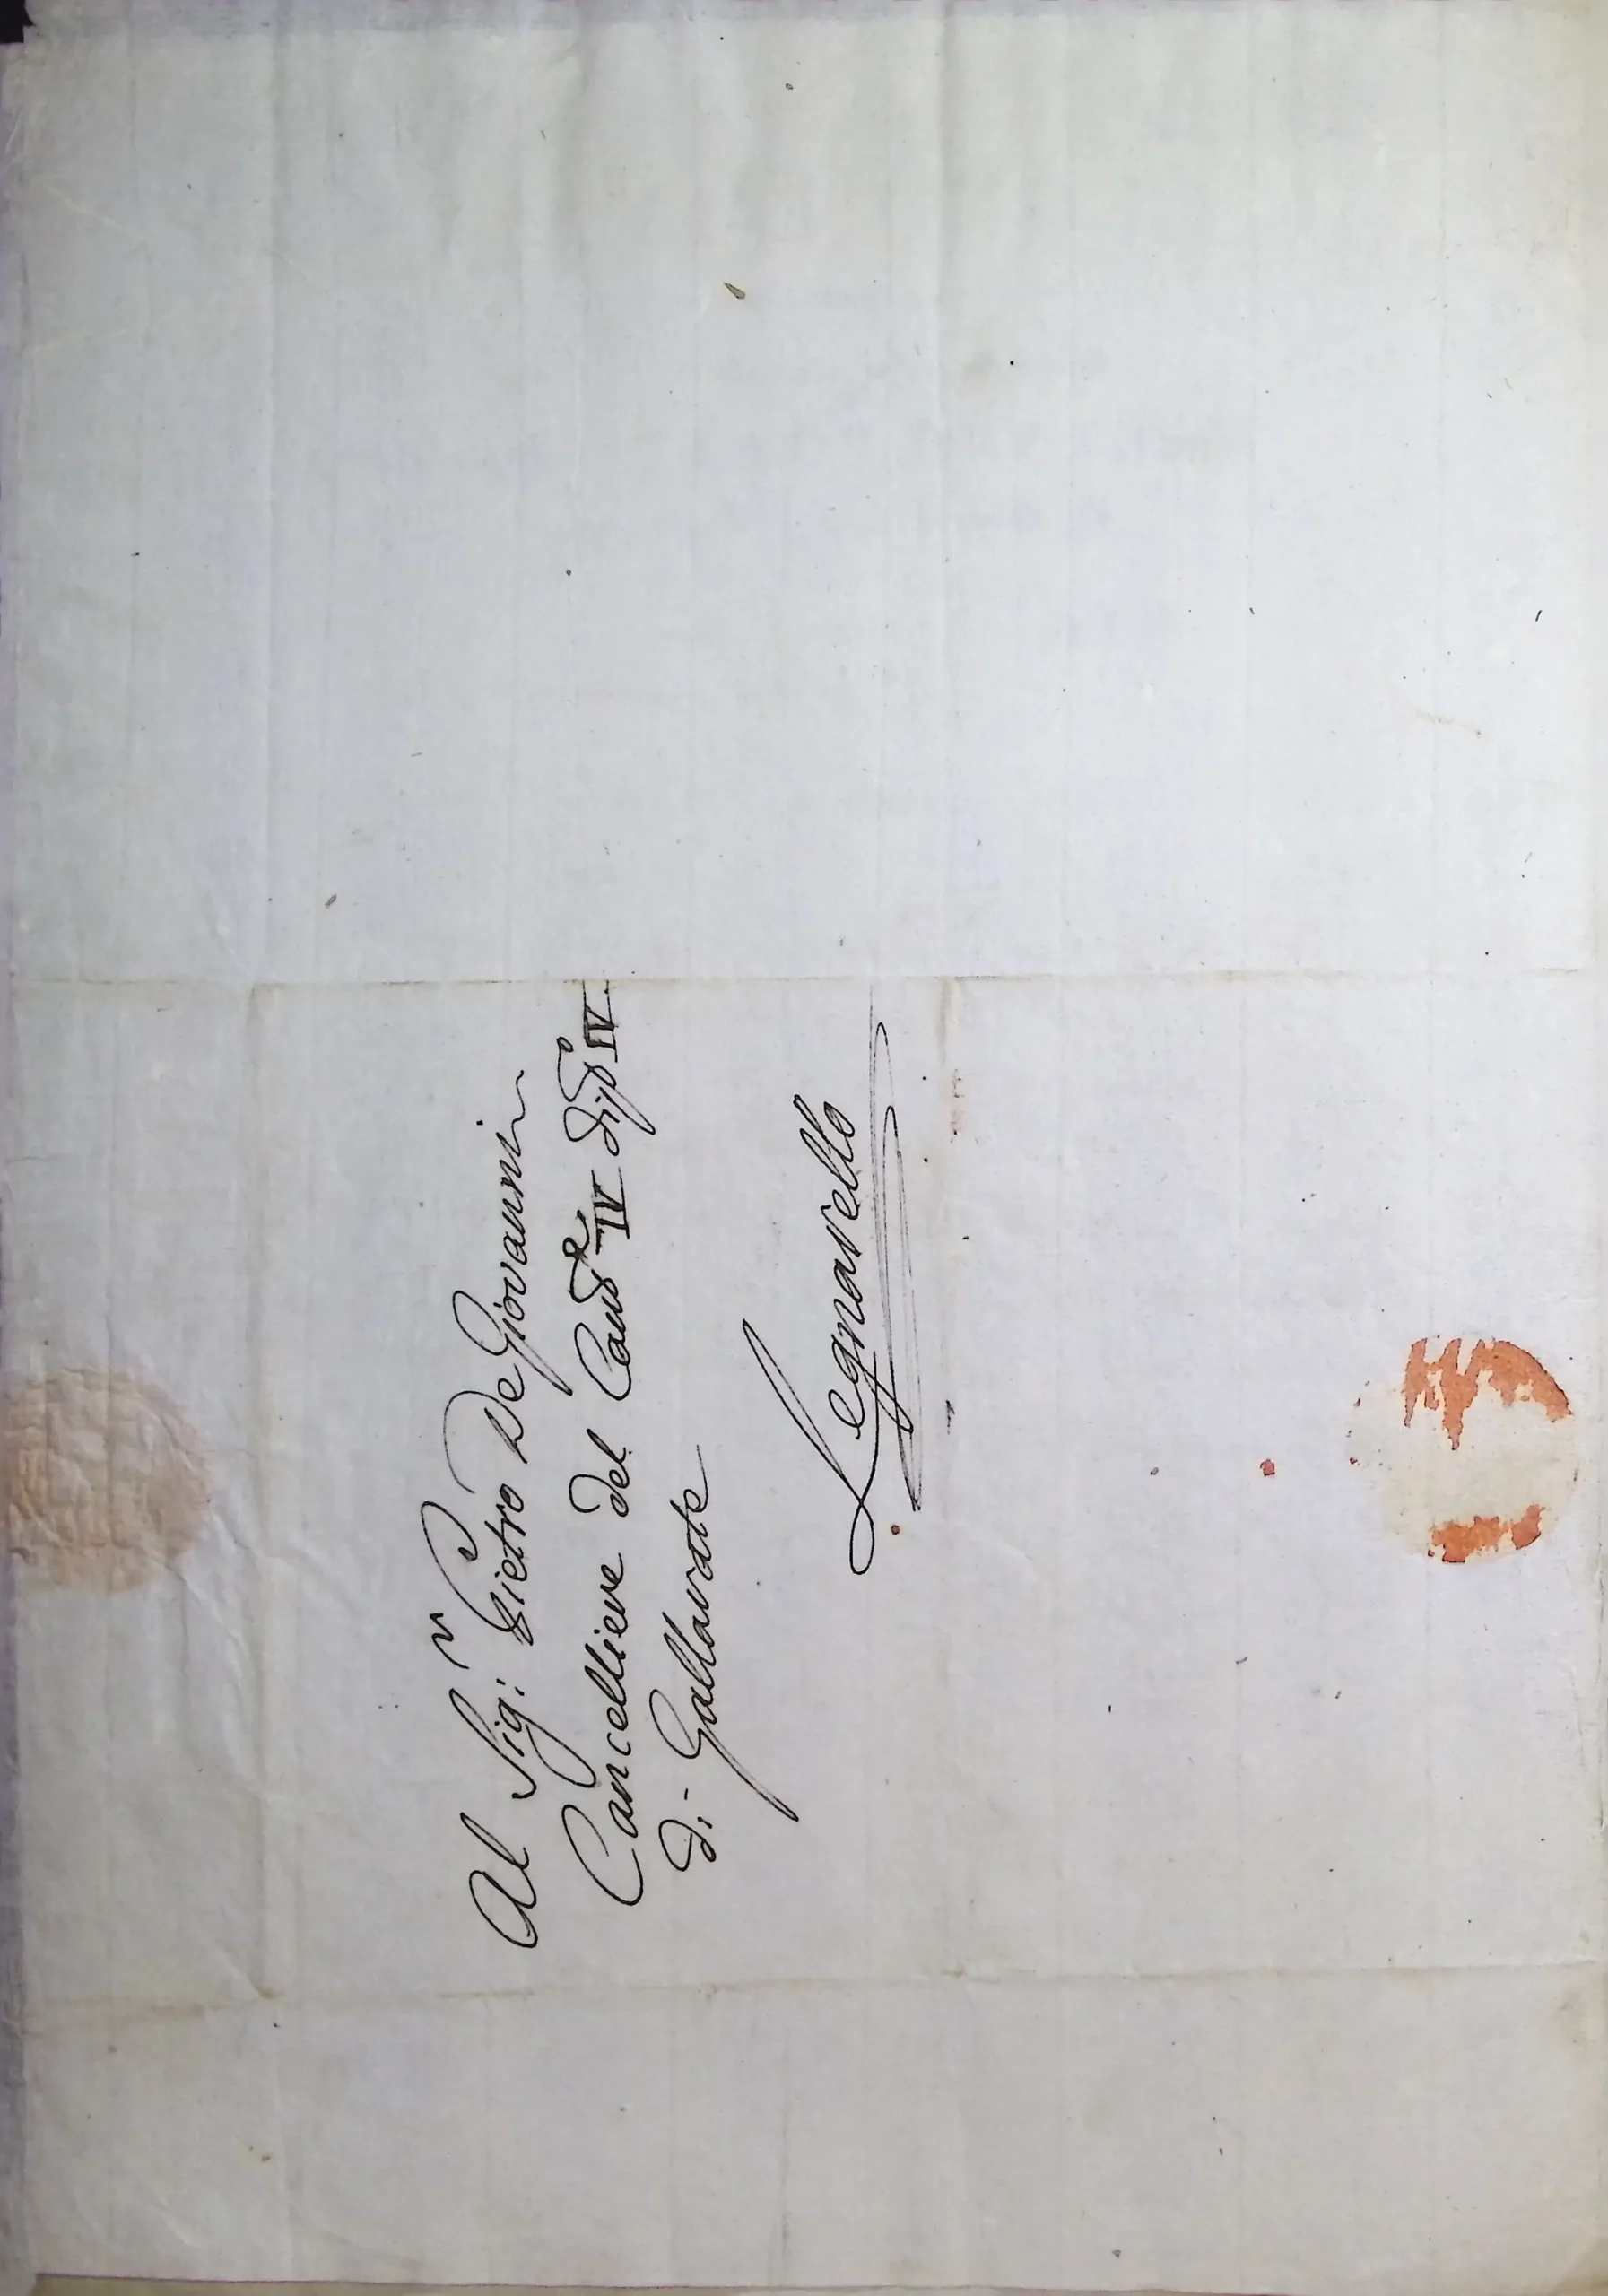 Al Sig:r Pietro De Giovanni
Cancelliere del Cant.e IV Dip.o IV
di Gallarate
Legnarello